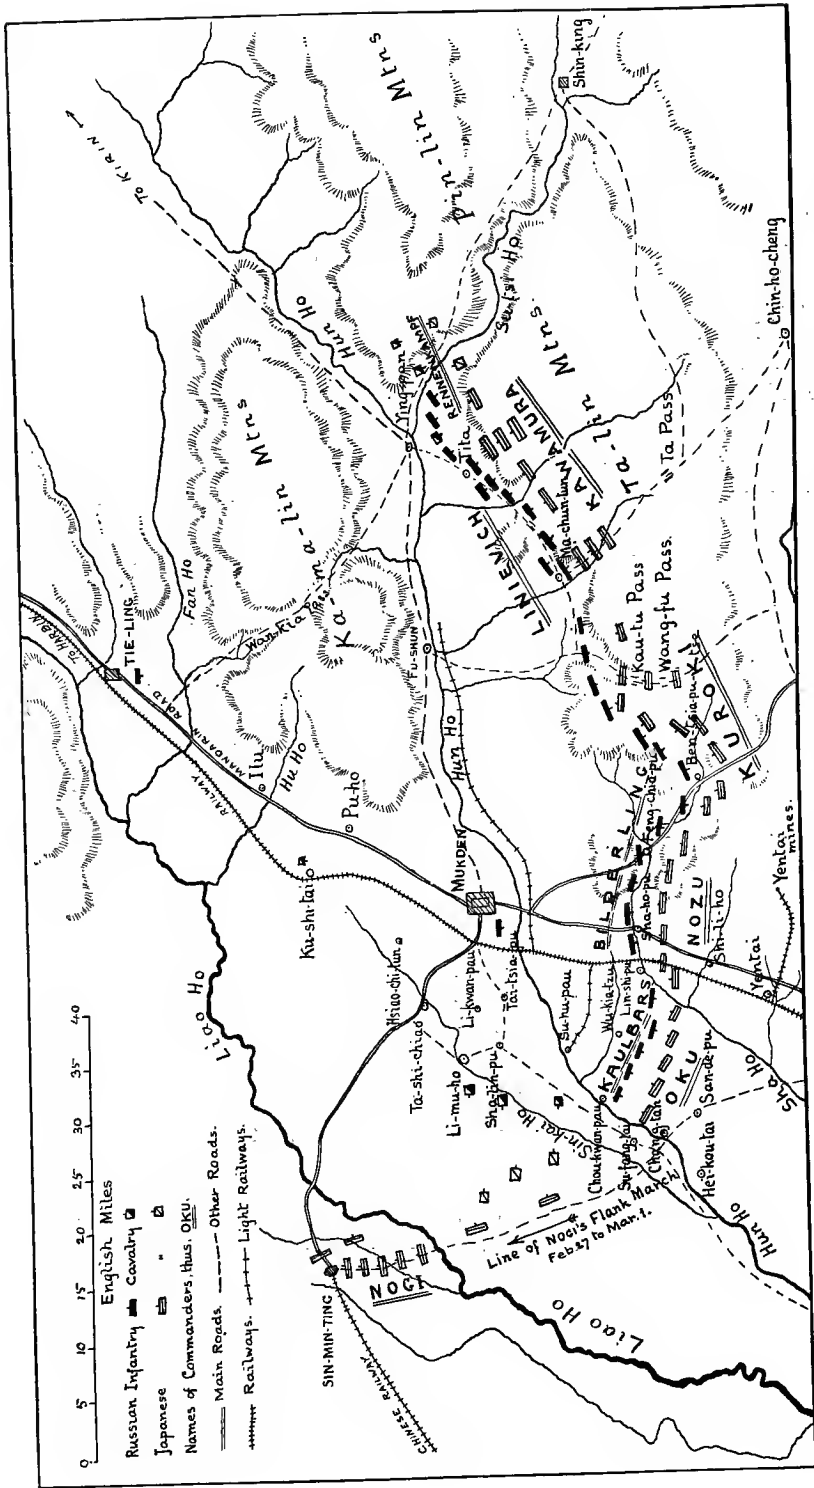 English Miles
0 5 10 15 20 25 30 35 40
Russian Infantry Cavalry
Japanese " "
Names of Commanders, thus. OKU.
Main Roads. Other Roads.
Railways. Light Railways.
TO KIRIN
Shin-king
Pin-lin Mtns
Hun Ho
Ying-pan
RENNENKAMPF
Tita
KAWAMURA
Ta-lin Mtns.
Ta Pass.
Chin-ho-cheng
LINIEVICH
Ma-chun-tun
Ka-ma-lin Mtns
Wan-Kia Pass
Fan Ho
TO HARBIN
TIE-LING
RAILWAY
MANDARIN ROAD
Ilu
Hu Ho
Pu-ho
Ku-shi-tai
FU-SHUN
Hun Ho
Kau-tu Pass
Wang-fu Pass.
KUROKI
MUKDEN
BILDERLING
Feng-chia-pu
Sha-ho-pu
NOZU
Shi-li-ho
Yentai
Yentai mines.
Liao Ho
Hsiao-chi-tun
Ta-shi-chiao
Li-kwan-pau
Tai-tsia-pu
Li-mu-ho
Sha-lin-pu
Su-hu-pau
Wu-kia-tzu
Lin-shi-pu
KAULBARS
OKU
Sha Ho
Sin-kai Ho
Chou-kwan-pau
Su-fang-tai
Chang-tan
San-de-pu
Hei-kou-tai
Hun Ho
Line of NOGI'S Flank March
Feb. 27 to Mar. 1.
NOGI
SIN-MIN-TING
CHINESE RAILWAY
Liao Ho